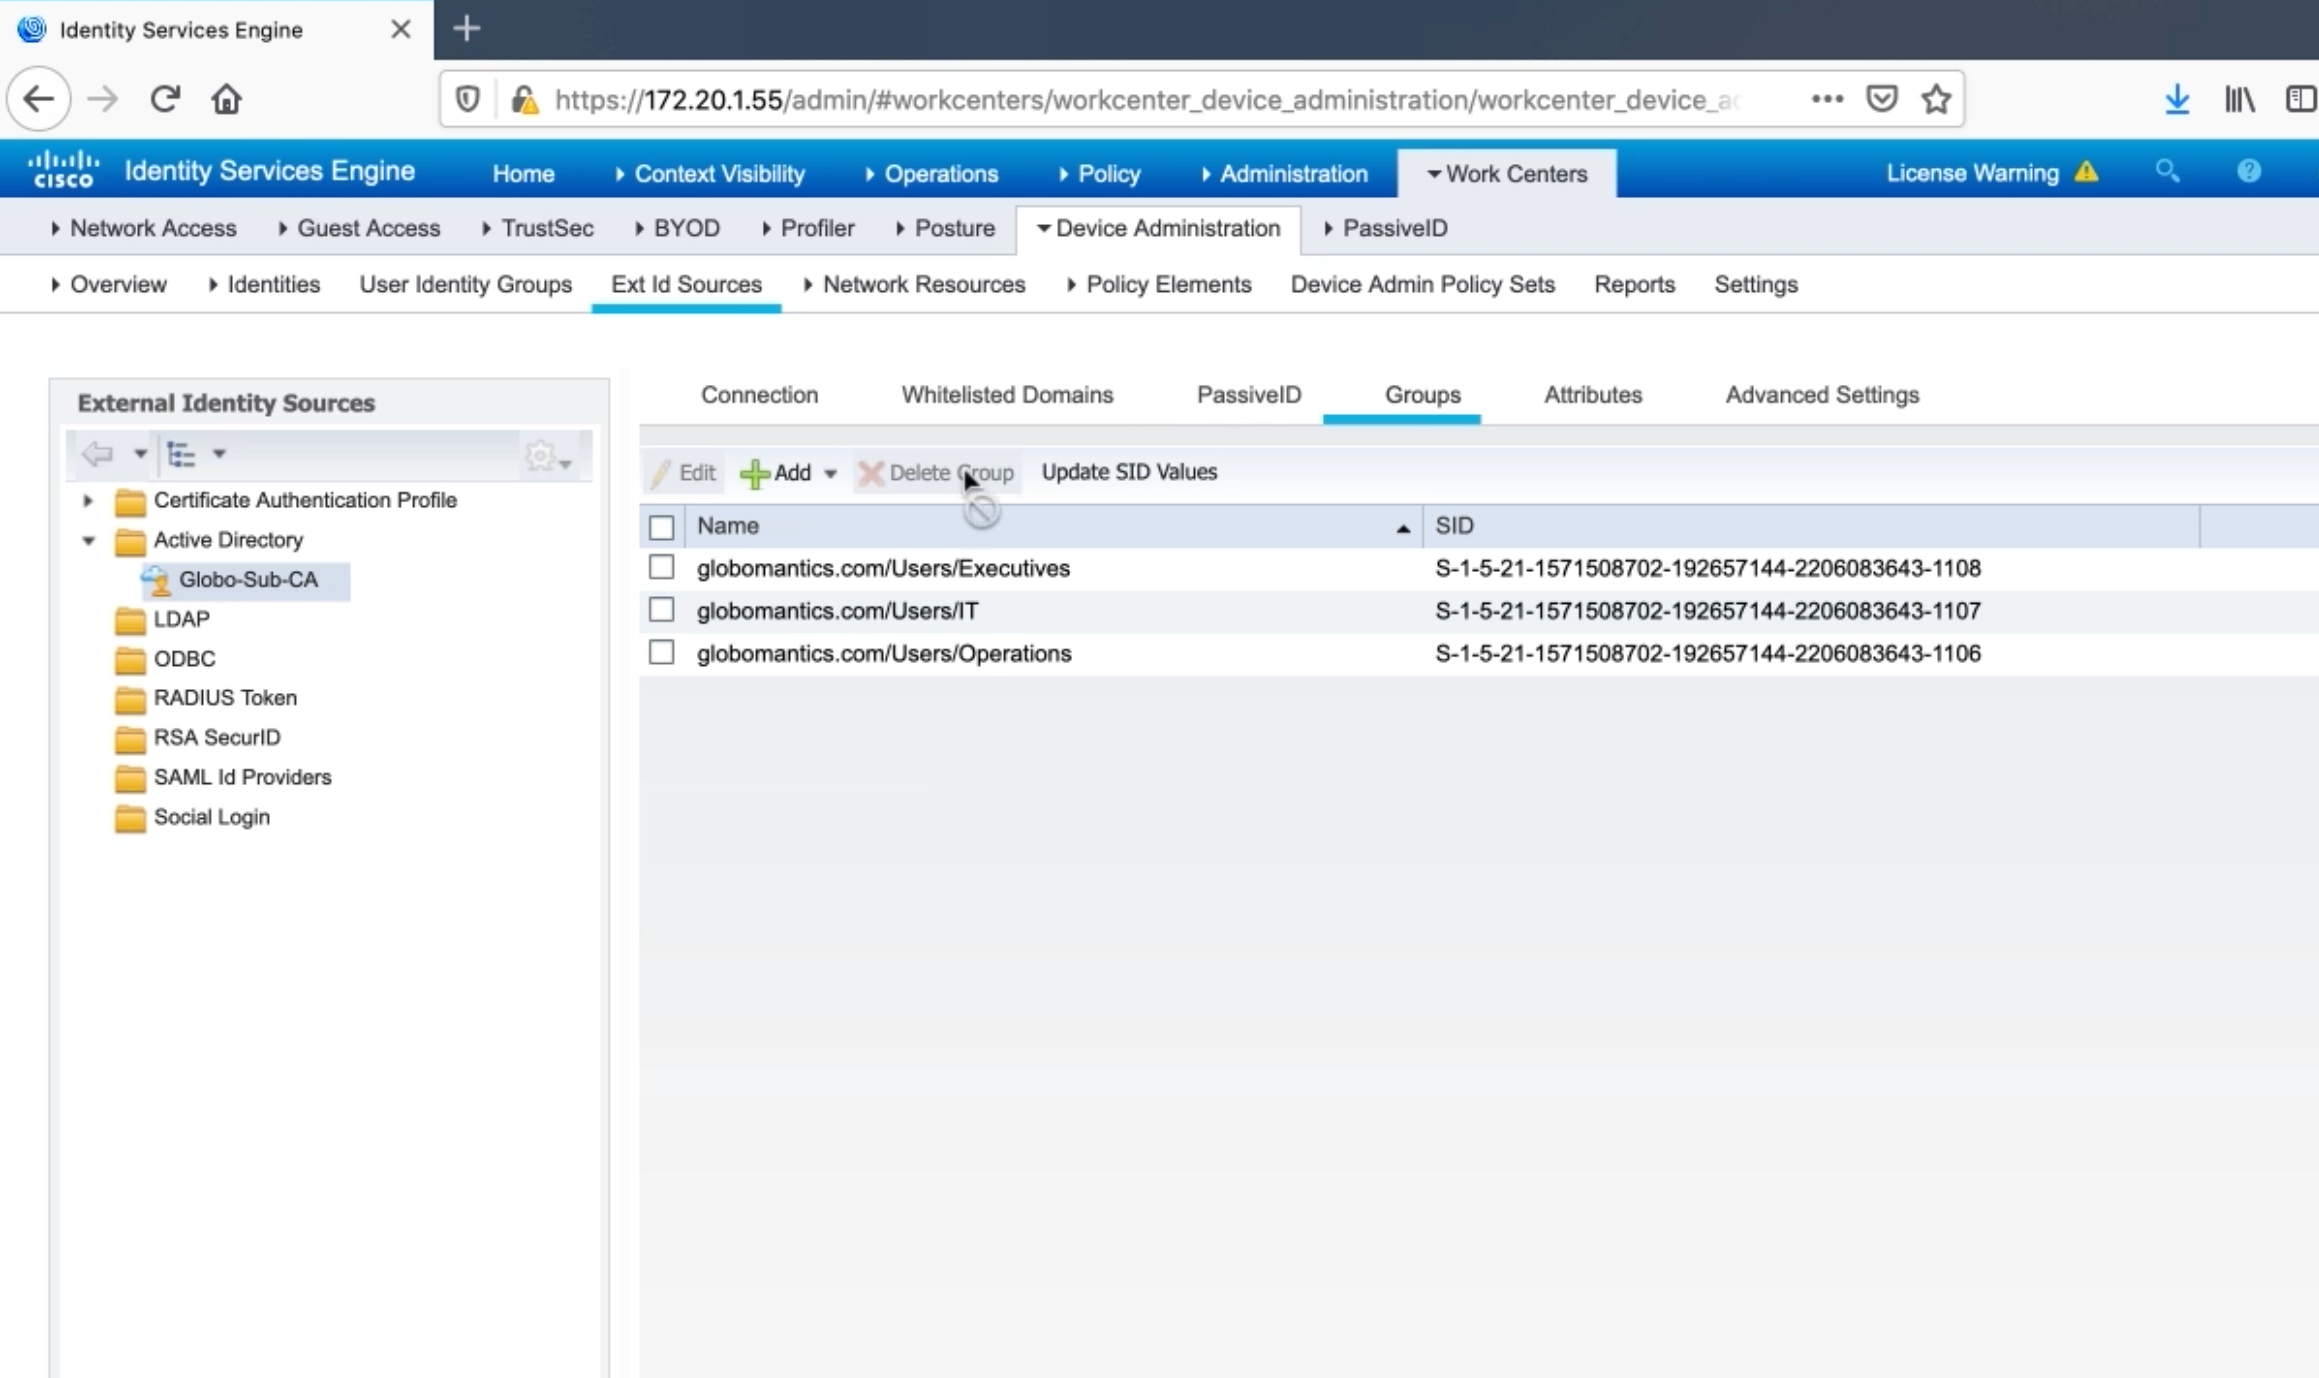 Identity Services Engine
https://172.20.1.55/admin/#workcenters/workcenter_device_administration/workcenter_device_a
cisco Identity Services Engine Home Context Visibility Operations Policy Administration Work Centers License Warning
Network Access Guest Access TrustSec BYOD Profiler Posture Device Administration PassiveID
Overview Identities User Identity Groups Ext Id Sources Network Resources Policy Elements Device Admin Policy Sets Reports Settings
External Identity Sources
Certificate Authentication Profile
Active Directory
Globo-Sub-CA
LDAP
ODBC
RADIUS Token
RSA SecurID
SAML Id Providers
Social Login
Connection Whitelisted Domains PassiveID Groups Attributes Advanced Settings
Edit Add Delete Group Update SID Values
Name SID
globomantics.com/Users/Executives S-1-5-21-1571508702-192657144-2206083643-1108
globomantics.com/Users/IT S-1-5-21-1571508702-192657144-2206083643-1107
globomantics.com/Users/Operations S-1-5-21-1571508702-192657144-2206083643-1106